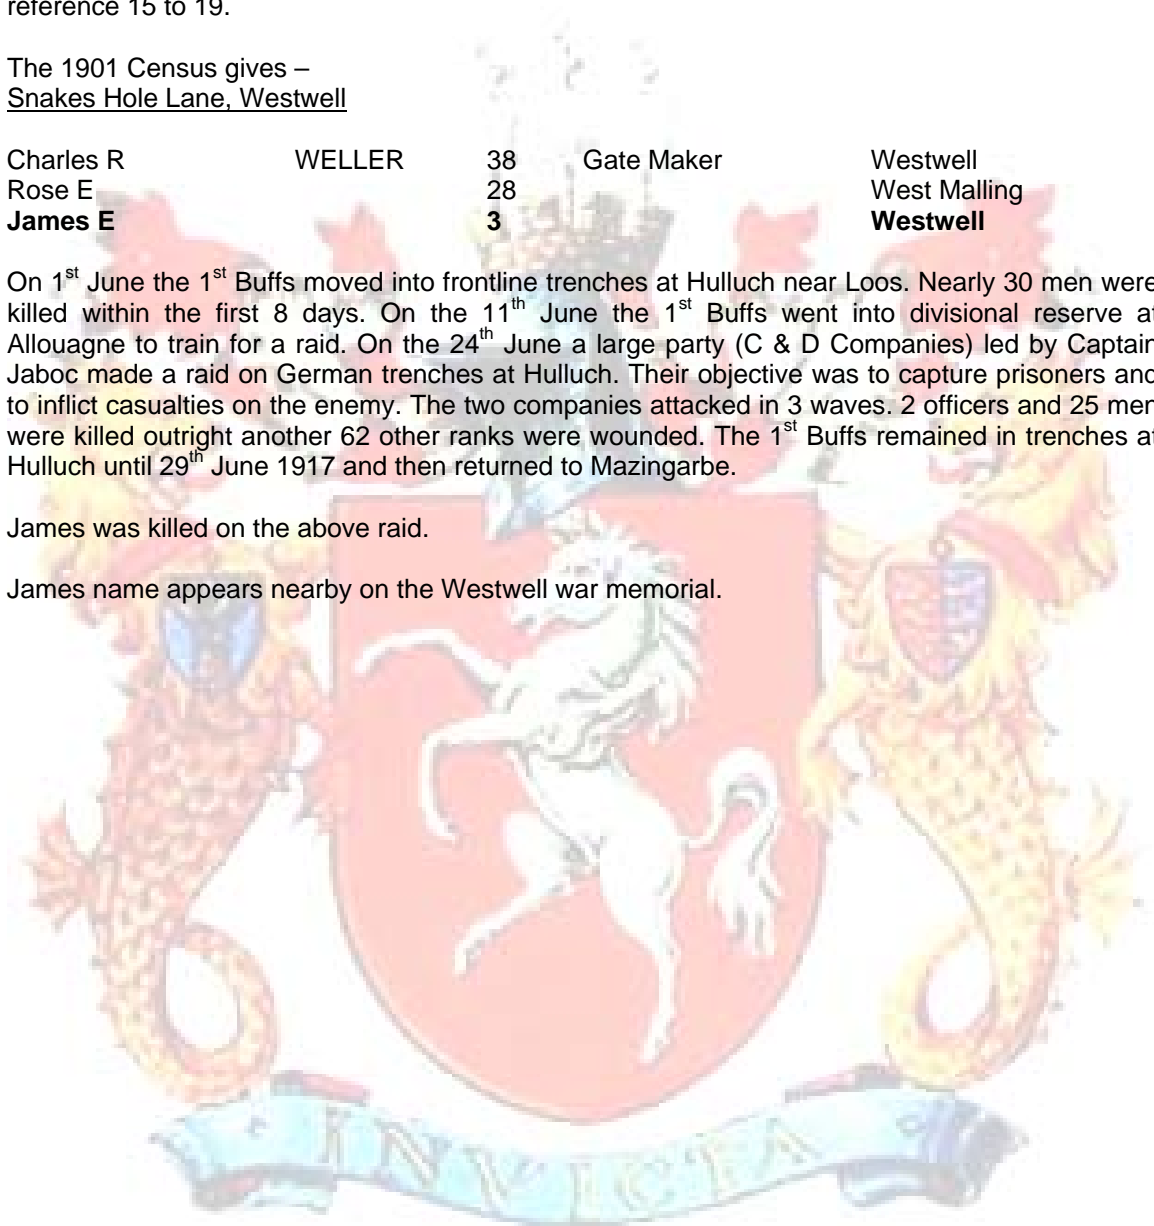 reference 15 to 19.
The 1901 Census gives –
Snakes Hole Lane, Westwell
Charles R WELLER 38 Gate Maker Westwell
Rose E 28 West Malling
James E 3 Westwell
On 1st June the 1st Buffs moved into frontline trenches at Hulluch near Loos. Nearly 30 men were
killed within the first 8 days. On the 11th June the 1st Buffs went into divisional reserve at
Allouagne to train for a raid. On the 24th June a large party (C & D Companies) led by Captain
Jaboc made a raid on German trenches at Hulluch. Their objective was to capture prisoners and
to inflict casualties on the enemy. The two companies attacked in 3 waves. 2 officers and 25 men
were killed outright another 62 other ranks were wounded. The 1st Buffs remained in trenches at
Hulluch until 29th June 1917 and then returned to Mazingarbe.
James was killed on the above raid.
James name appears nearby on the Westwell war memorial.
INVICTA